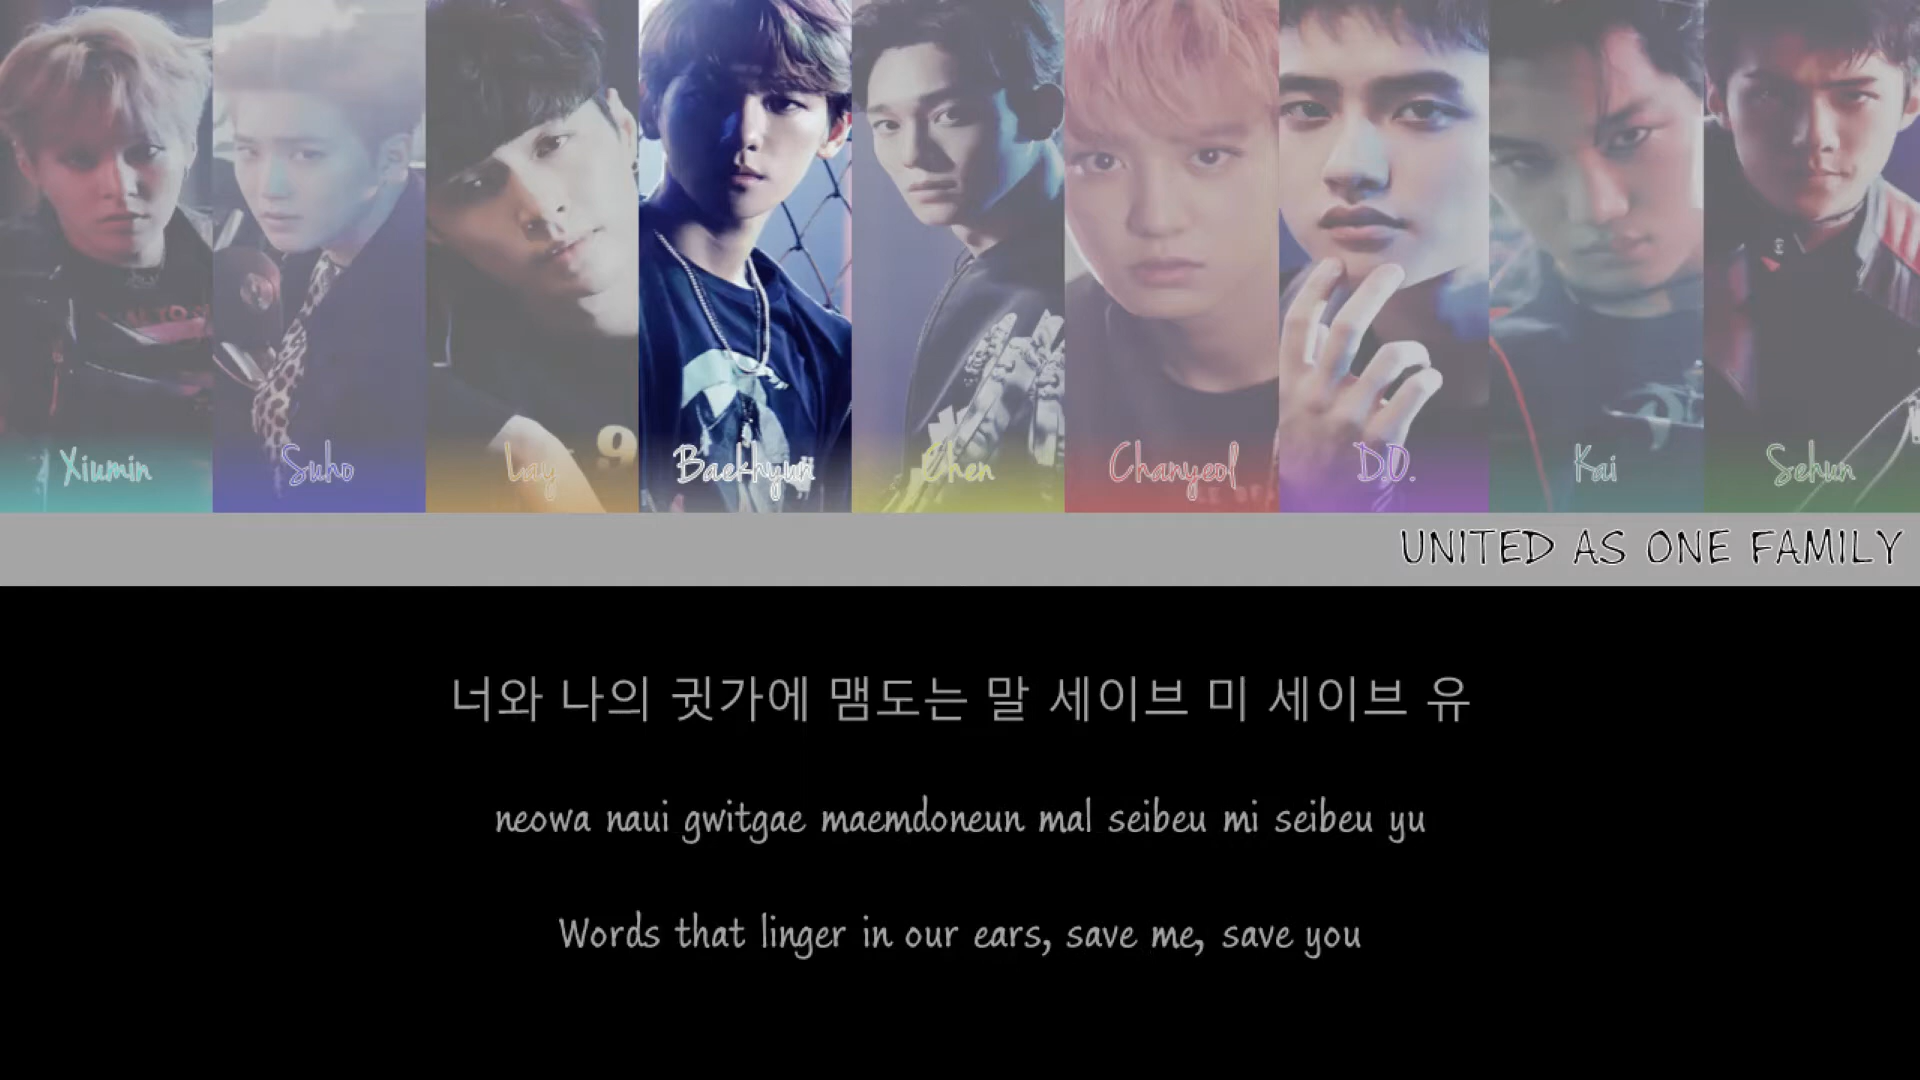 Xiumin Suho Lay Baekhyun Chen Chanyeol D.O. Kai Sehun
9
UNITED AS ONE FAMILY
너와 나의 귓가에 맴도는 말 세이브 미 세이브 유
neowa naui gwitgae maemdoneun mal seibeu mi seibeu yu
Words that linger in our ears, save me, save you